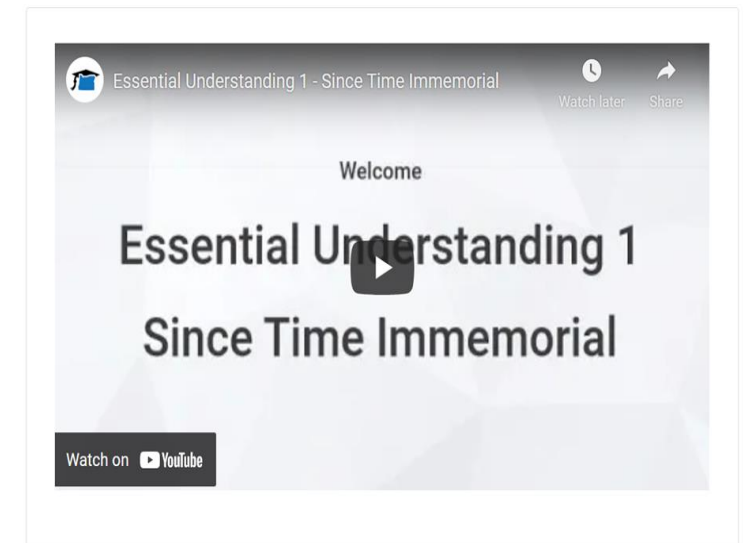 Essential Understanding 1 - Since Time Immemorial
Watch later
Share
Welcome
Essential Understanding 1
Since Time Immemorial
Watch on YouTube